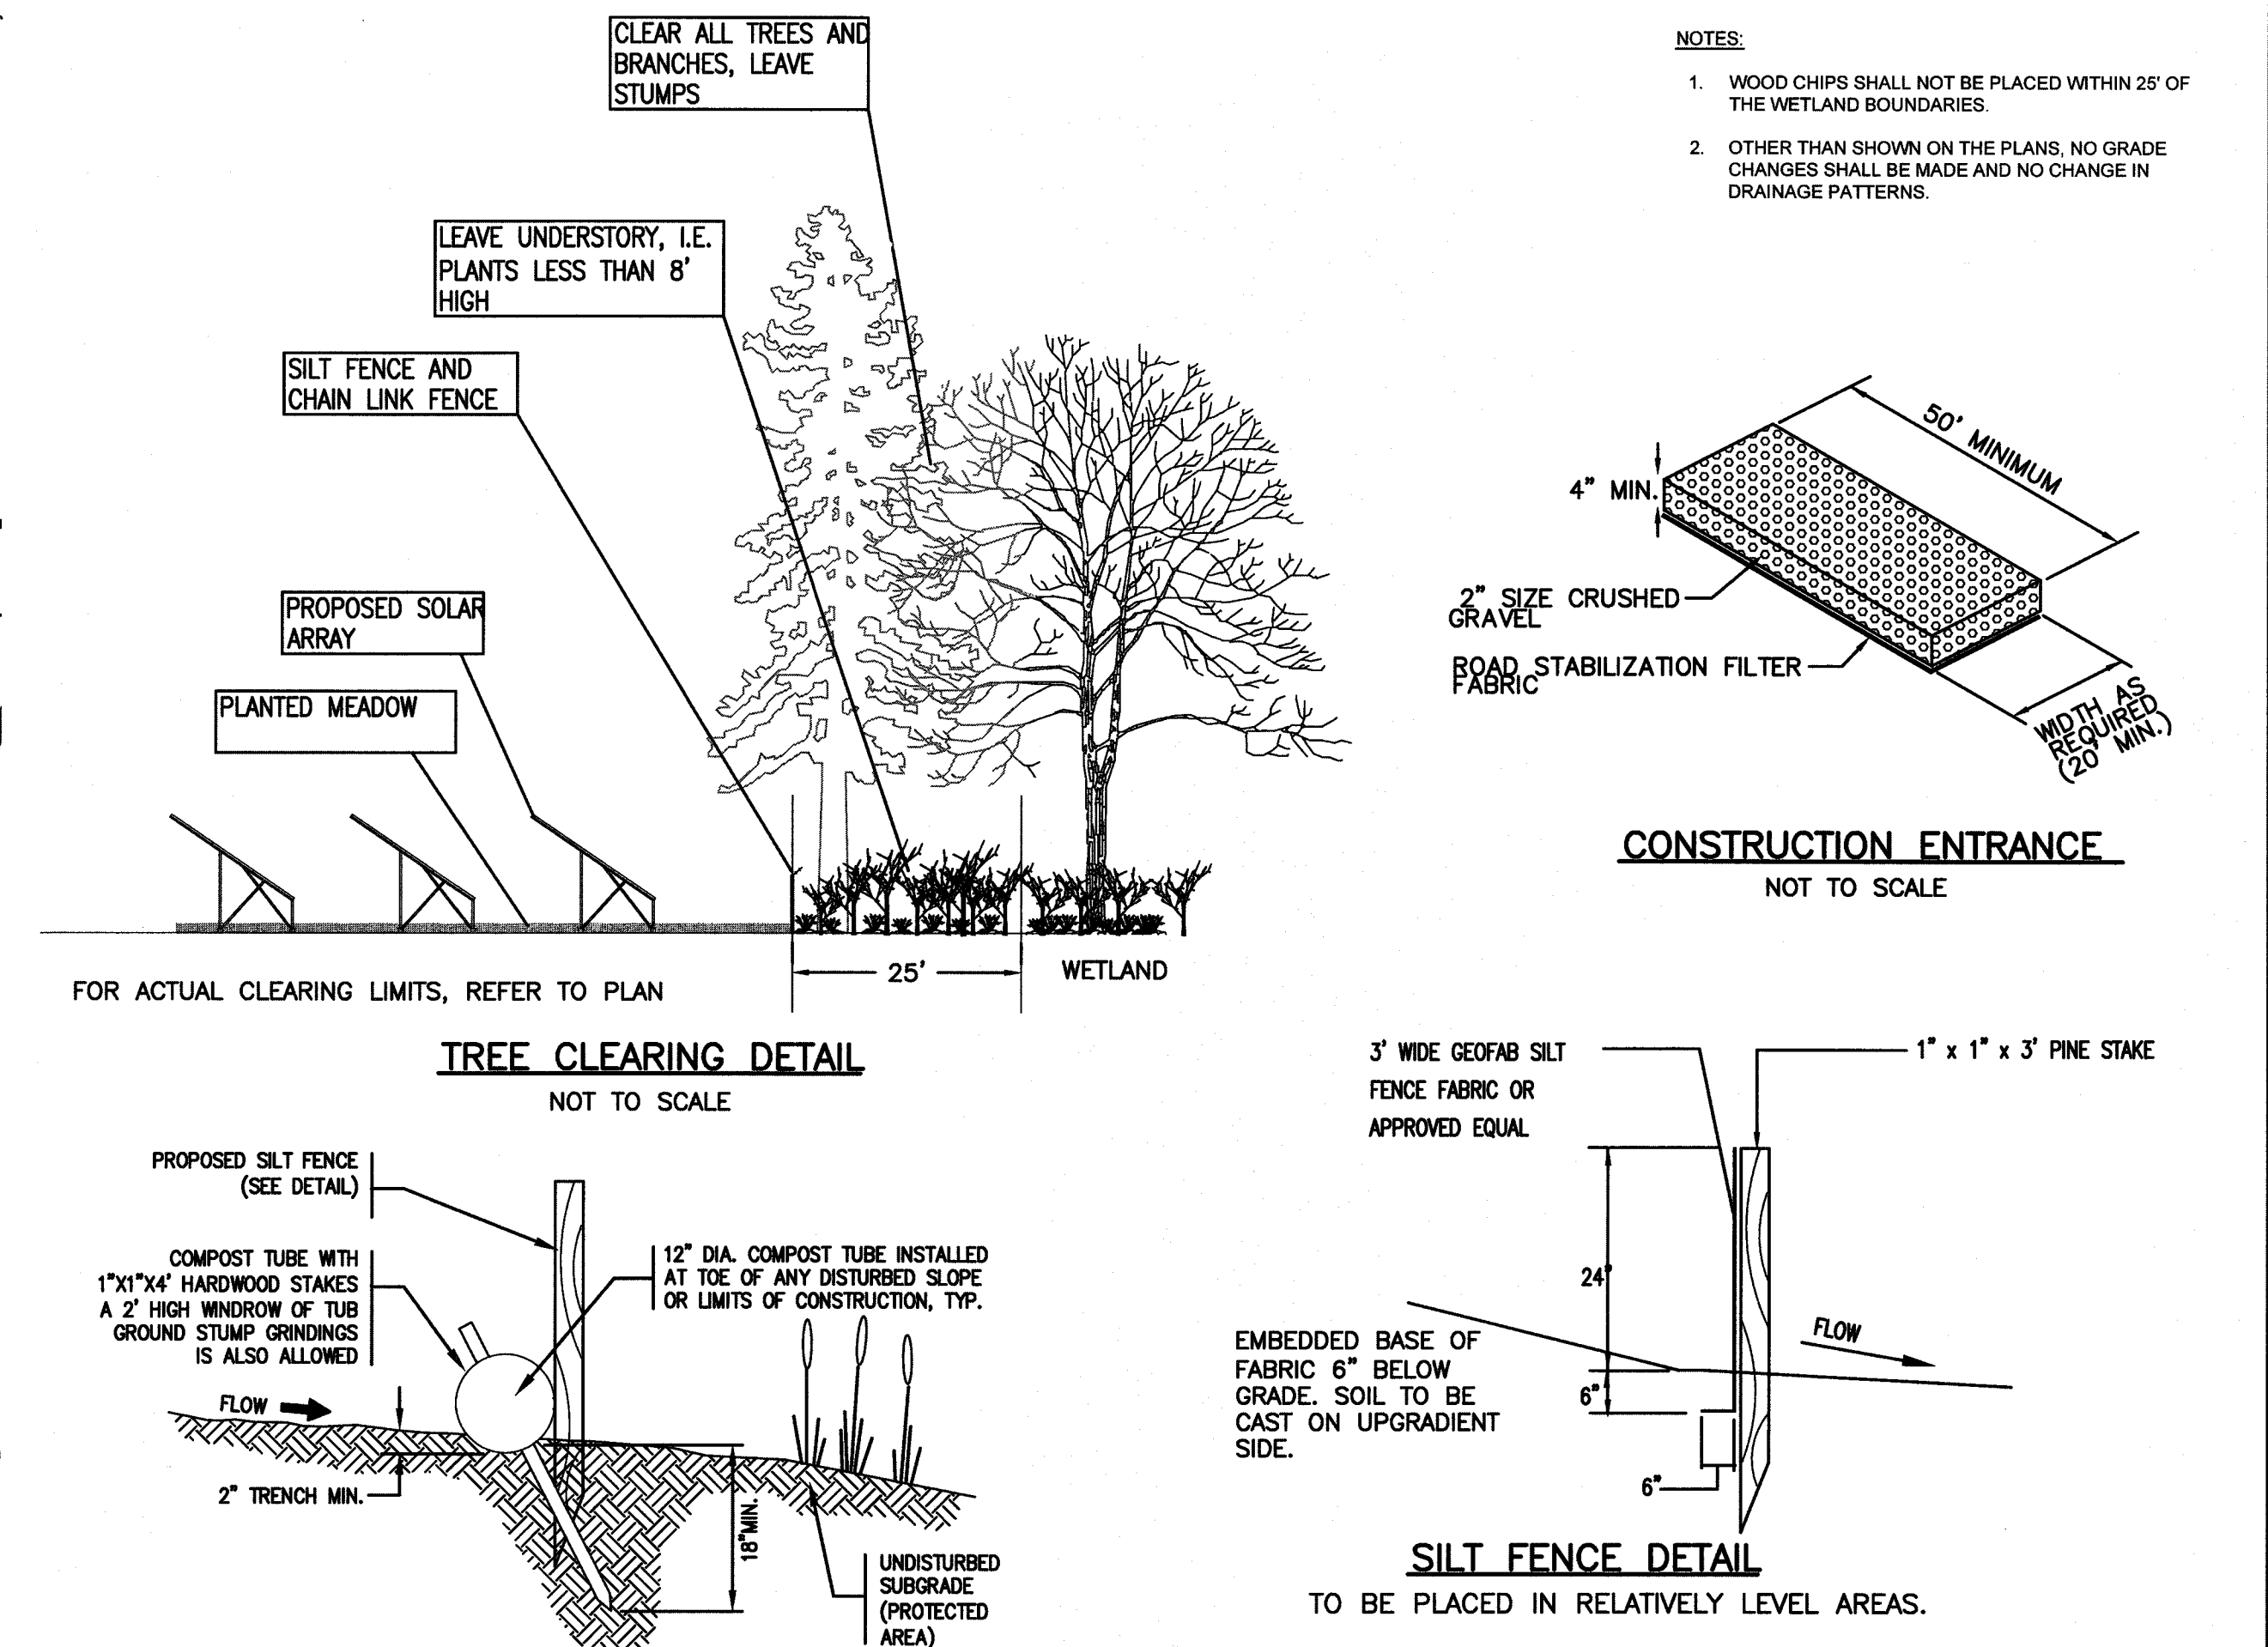 CLEAR ALL TREES AND
BRANCHES, LEAVE
STUMPS
LEAVE UNDERSTORY, I.E.
PLANTS LESS THAN 8'
HIGH
SILT FENCE AND
CHAIN LINK FENCE
PROPOSED SOLAR
ARRAY
PLANTED MEADOW
25'
WETLAND
FOR ACTUAL CLEARING LIMITS, REFER TO PLAN
TREE CLEARING DETAIL
NOT TO SCALE
NOTES:
1. WOOD CHIPS SHALL NOT BE PLACED WITHIN 25' OF
THE WETLAND BOUNDARIES.
2. OTHER THAN SHOWN ON THE PLANS, NO GRADE
CHANGES SHALL BE MADE AND NO CHANGE IN
DRAINAGE PATTERNS.
50' MINIMUM
4" MIN.
2" SIZE CRUSHED
GRAVEL
ROAD STABILIZATION FILTER
FABRIC
WIDTH AS
REQUIRED
(20' MIN.)
CONSTRUCTION ENTRANCE
NOT TO SCALE
PROPOSED SILT FENCE
(SEE DETAIL)
COMPOST TUBE WITH
1"X1"X4' HARDWOOD STAKES
A 2' HIGH WINDROW OF TUB
GROUND STUMP GRINDINGS
IS ALSO ALLOWED
12" DIA. COMPOST TUBE INSTALLED
AT TOE OF ANY DISTURBED SLOPE
OR LIMITS OF CONSTRUCTION, TYP.
FLOW
2" TRENCH MIN.
18"MIN.
UNDISTURBED
SUBGRADE
(PROTECTED
AREA)
3' WIDE GEOFAB SILT
FENCE FABRIC OR
APPROVED EQUAL
1" x 1" x 3' PINE STAKE
24"
FLOW
6"
EMBEDDED BASE OF
FABRIC 6" BELOW
GRADE. SOIL TO BE
CAST ON UPGRADIENT
SIDE.
6"
SILT FENCE DETAIL
TO BE PLACED IN RELATIVELY LEVEL AREAS.